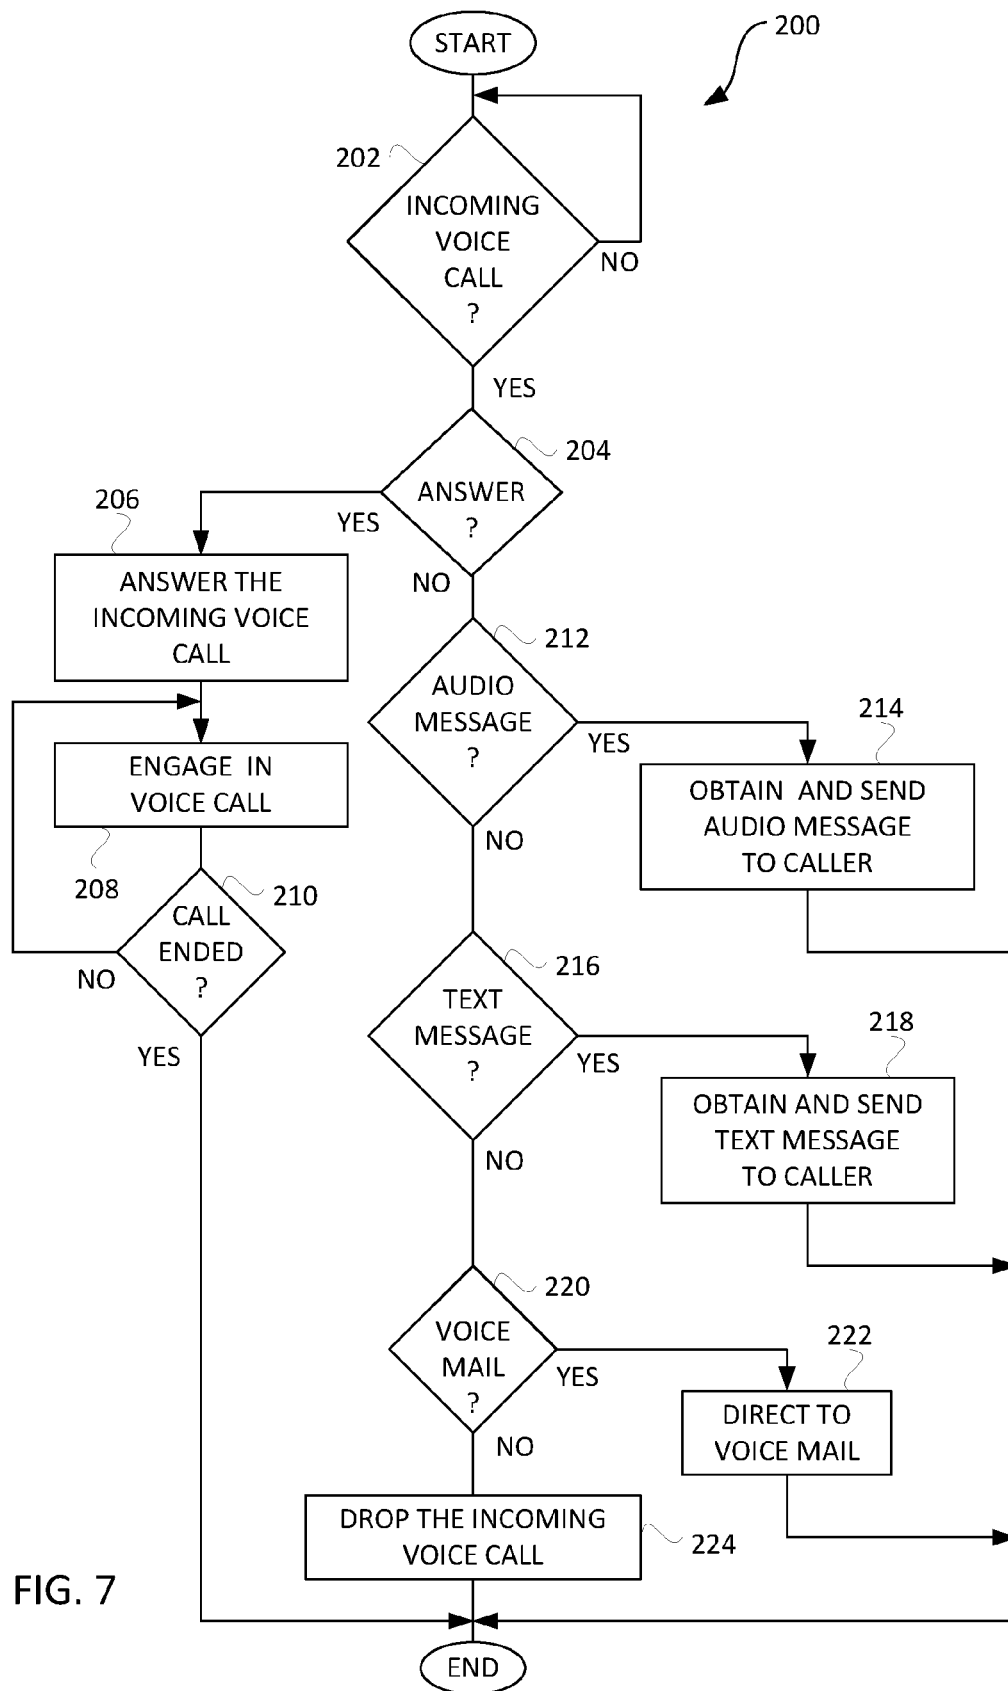 START
200
202
INCOMING
VOICE
CALL
?
NO
YES
204
ANSWER
?
YES
NO
206
ANSWER THE
INCOMING VOICE
CALL
212
AUDIO
MESSAGE
?
YES
NO
214
OBTAIN AND SEND
AUDIO MESSAGE
TO CALLER
ENGAGE IN
VOICE CALL
208
210
CALL
ENDED
?
NO
YES
216
TEXT
MESSAGE
?
YES
NO
218
OBTAIN AND SEND
TEXT MESSAGE
TO CALLER
220
VOICE
MAIL
?
YES
NO
222
DIRECT TO
VOICE MAIL
DROP THE INCOMING
VOICE CALL
224
FIG. 7
END